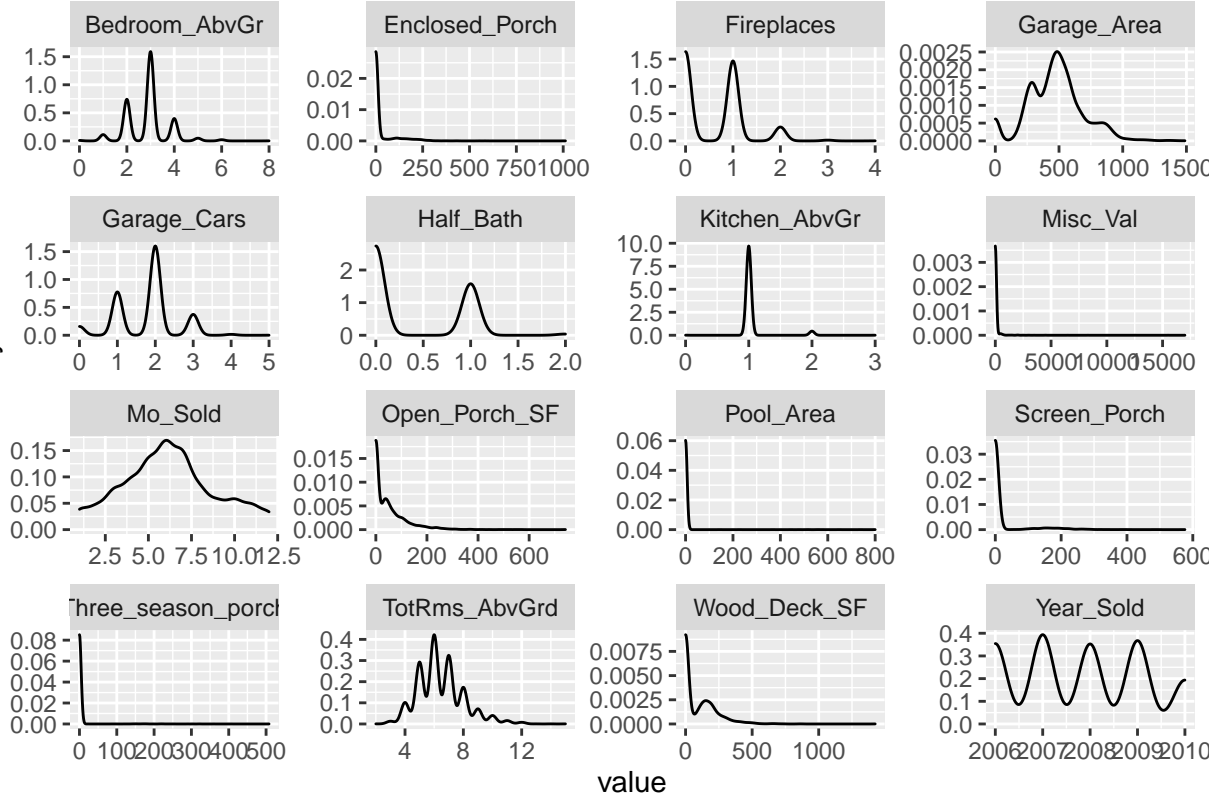 Bedroom_AbvGr Enclosed_Porch Fireplaces Garage_Area
1.5 0.02 1.5 0.0025
1.0 0.01 1.0 0.0020
0.5 0.00 0.5 0.0015
0.0 0.0 0.0010
0.0005
0.0000
0 2 4 6 8 0 250 500 750 1000 0 1 2 3 4 0 500 1000 1500
Garage_Cars Half_Bath Kitchen_AbvGr Misc_Val
1.5 2 10.0 0.003
1.0 1 7.5 0.002
0.5 0 5.0 0.001
0.0 2.5 0.000
0.0
0 1 2 3 4 5 0.0 0.5 1.0 1.5 2.0 0 1 2 3 0 5000 10000 15000
Mo_Sold Open_Porch_SF Pool_Area Screen_Porch
0.15 0.015 0.06 0.03
0.10 0.010 0.04 0.02
0.05 0.005 0.02 0.01
0.00 0.000 0.00 0.00
2.5 5.0 7.5 10.0 12.5 0 200 400 600 0 200 400 600 800 0 200 400 600
Three_season_porch TotRms_AbvGrd Wood_Deck_SF Year_Sold
0.08 0.4 0.0075 0.4
0.06 0.3 0.0050 0.3
0.04 0.2 0.0025 0.2
0.02 0.1 0.0000 0.1
0.00 0.0 0.0
0 100 200 300 400 500 4 8 12 0 500 1000 2006 2007 2008 2009 2010
value